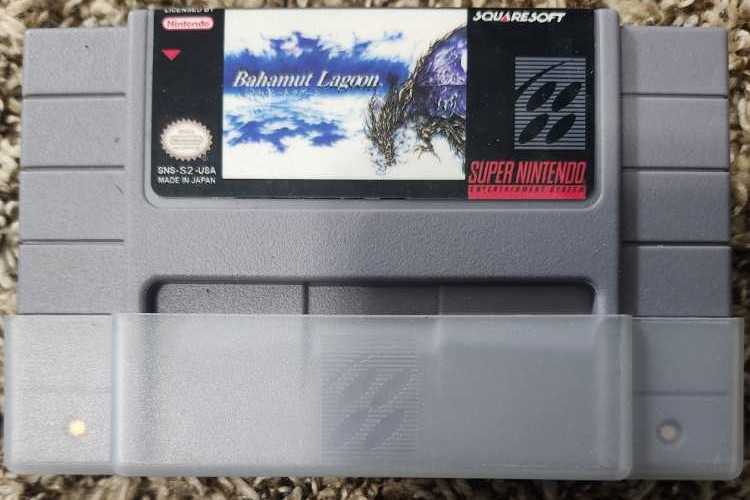 LICENSED BY
Nintendo
SQUARESOFT
Bahamut Lagoon
SNS-S2-USA
MADE IN JAPAN
SUPER NINTENDO
ENTERTAINMENT SYSTEM